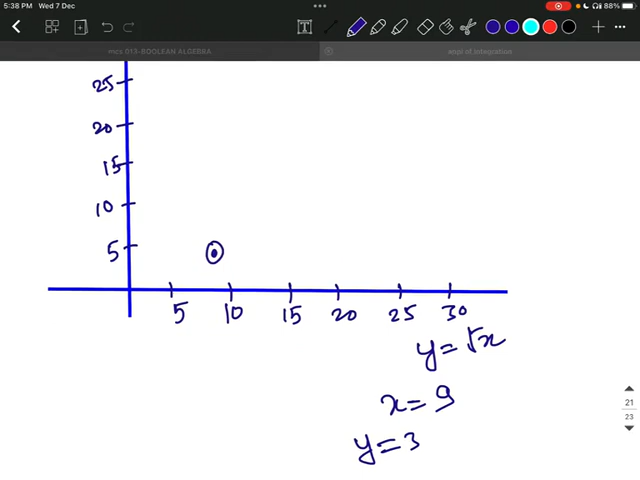 5:38 PM Wed 7 Dec
88%
mcs 013-BOOLEAN ALGEBRA
appl of integration
25
20
15
10
5
5 10 15 20 25 30
y = √x
x = 9
y = 3
21
23